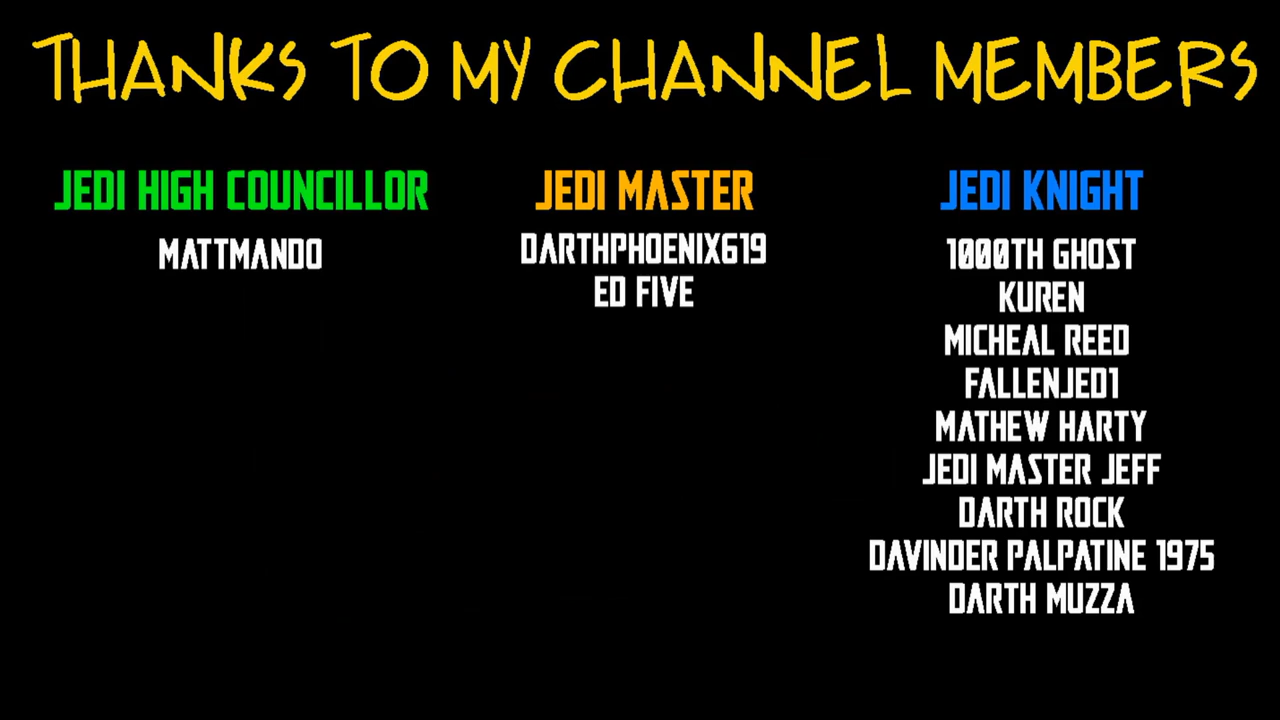 THANKS TO MY CHANNEL MEMBERS
JEDI HIGH COUNCILLOR
MATTMANDO
JEDI MASTER
DARTHPHOENIX619
ED FIVE
JEDI KNIGHT
1000TH GHOST
KUREN
MICHEAL REED
FALLENJED1
MATHEW HARTY
JEDI MASTER JEFF
DARTH ROCK
DAVINDER PALPATINE 1975
DARTH MUZZA